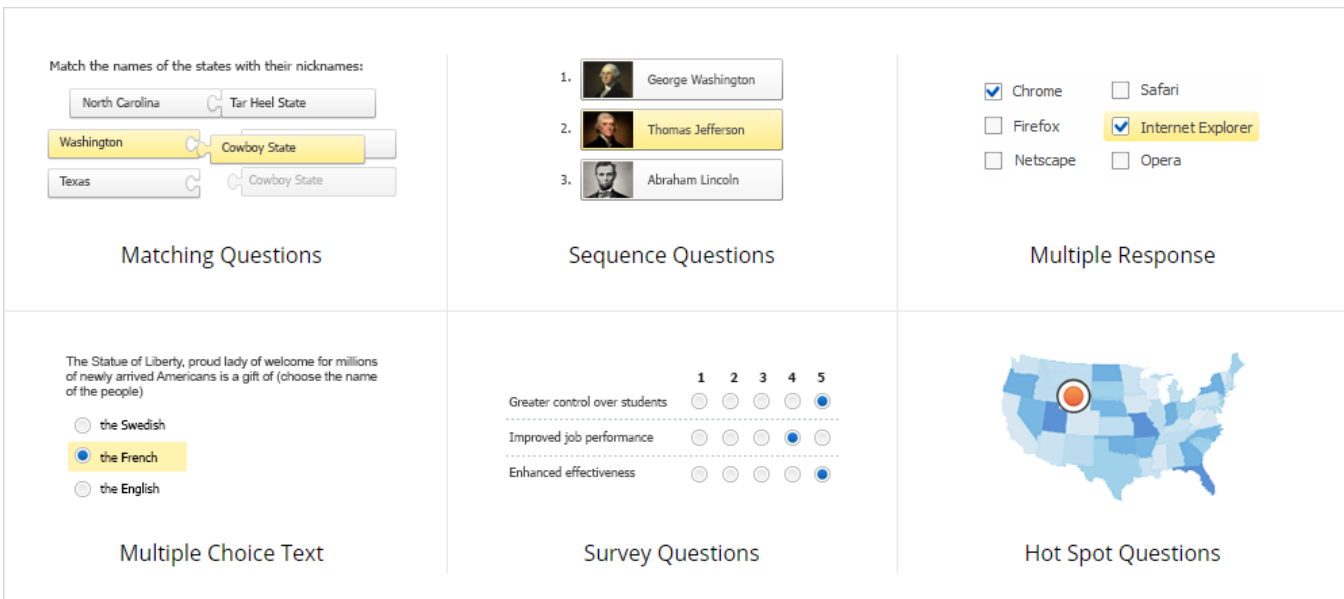 Match the names of the states with their nicknames:
North Carolina
Tar Heel State
Washington
Cowboy State
Texas
Cowboy State
Matching Questions
1.
George Washington
2.
Thomas Jefferson
3.
Abraham Lincoln
Sequence Questions
Chrome
Safari
Firefox
Internet Explorer
Netscape
Opera
Multiple Response
The Statue of Liberty, proud lady of welcome for millions
of newly arrived Americans is a gift of (choose the name
of the people)
the Swedish
the French
the English
Multiple Choice Text
1 2 3 4 5
Greater control over students
Improved job performance
Enhanced effectiveness
Survey Questions
Hot Spot Questions